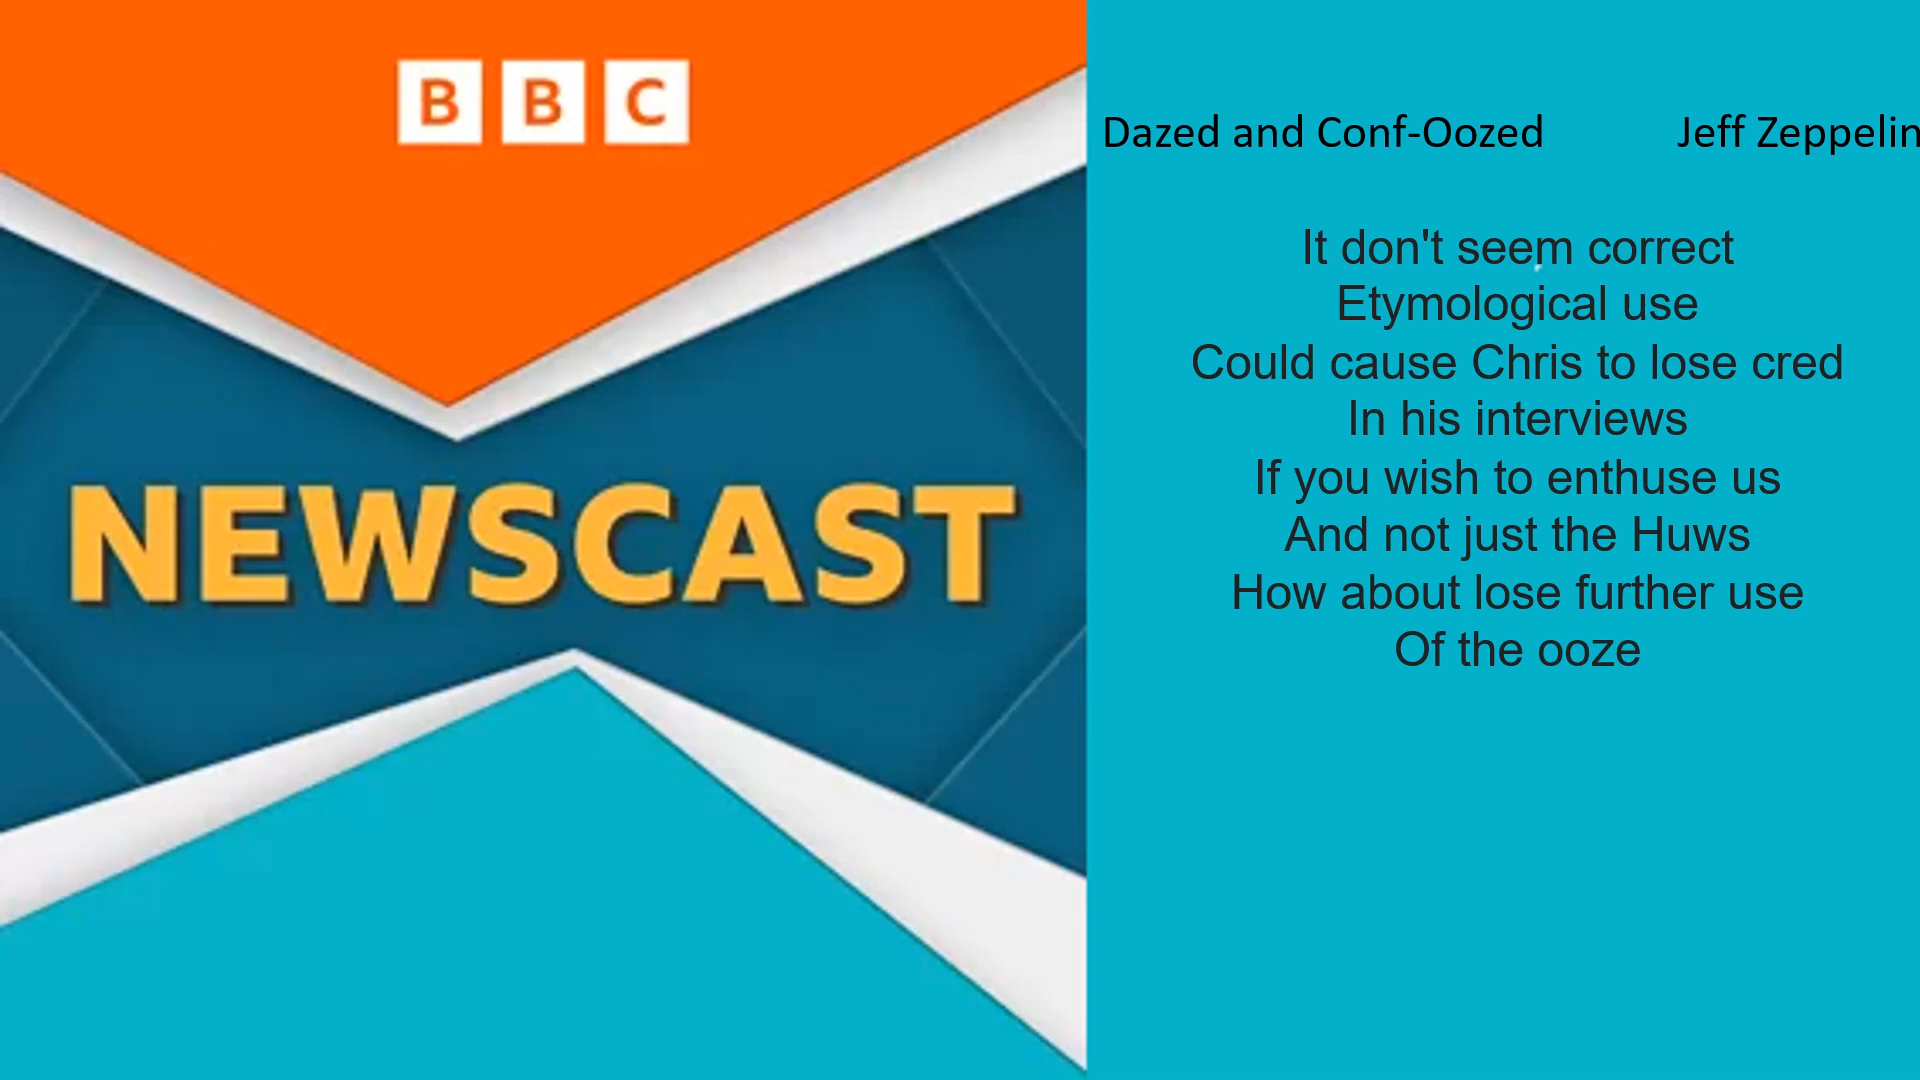 BBC
NEWSCAST
Dazed and Conf-Oozed Jeff Zeppelin
It don't seem correct
Etymological use
Could cause Chris to lose cred
In his interviews
If you wish to enthuse us
And not just the Huws
How about lose further use
Of the ooze